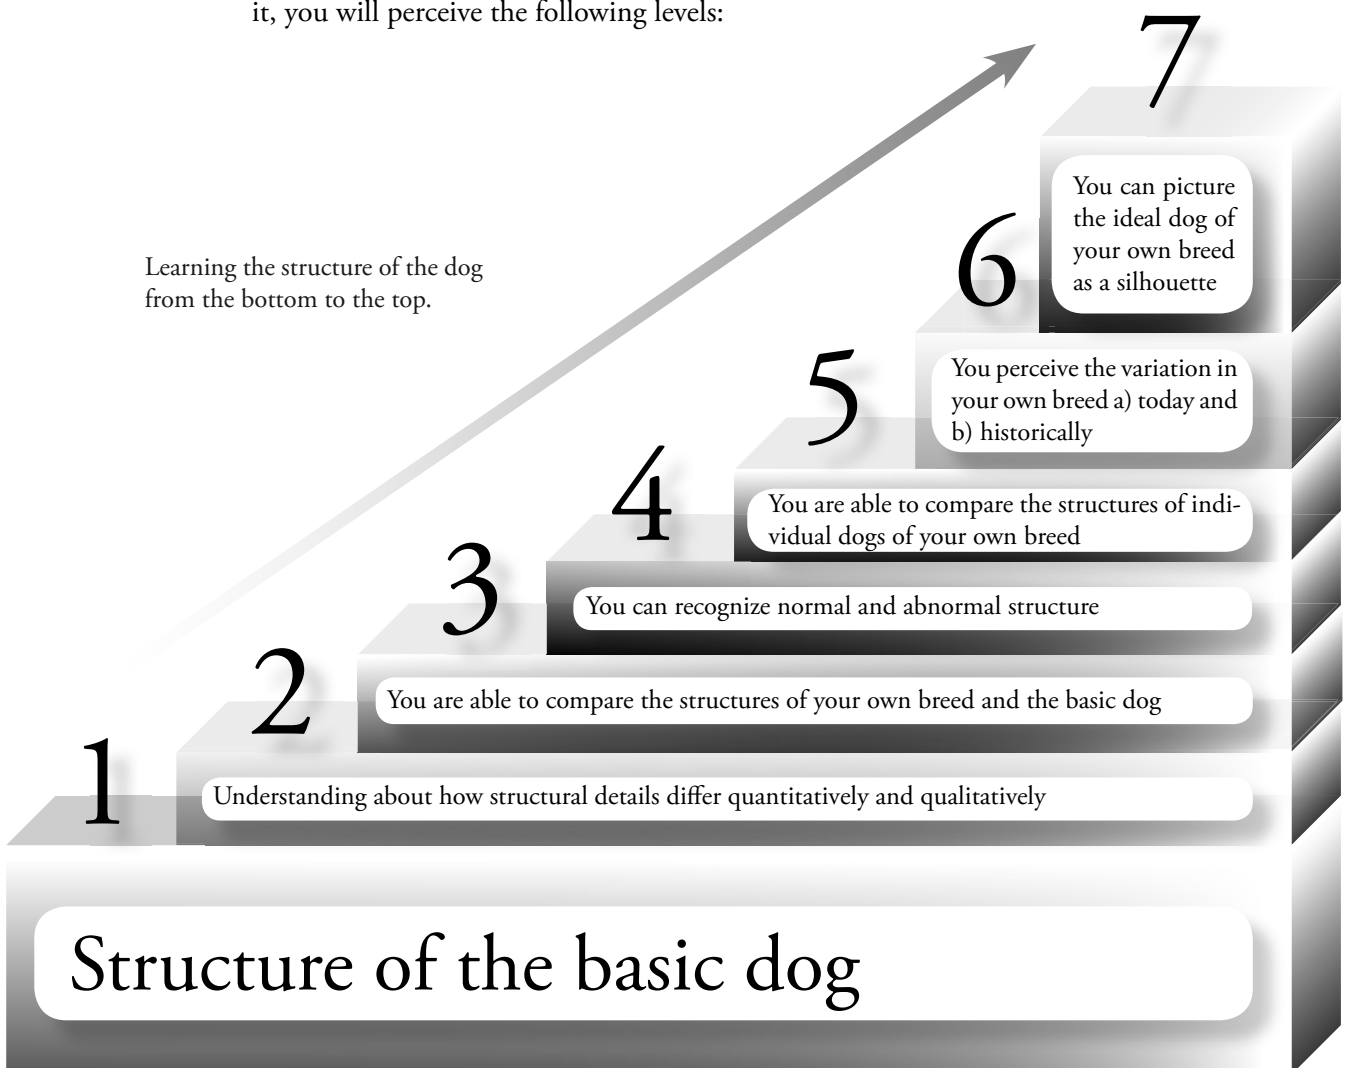 it, you will perceive the following levels:
7
You can picture
the ideal dog of
your own breed
as a silhouette
Learning the structure of the dog
from the bottom to the top.
6
You perceive the variation in
your own breed a) today and
b) historically
5
You are able to compare the structures of indi-
vidual dogs of your own breed
4
You can recognize normal and abnormal structure
3
You are able to compare the structures of your own breed and the basic dog
2
Understanding about how structural details differ quantitatively and qualitatively
1
Structure of the basic dog